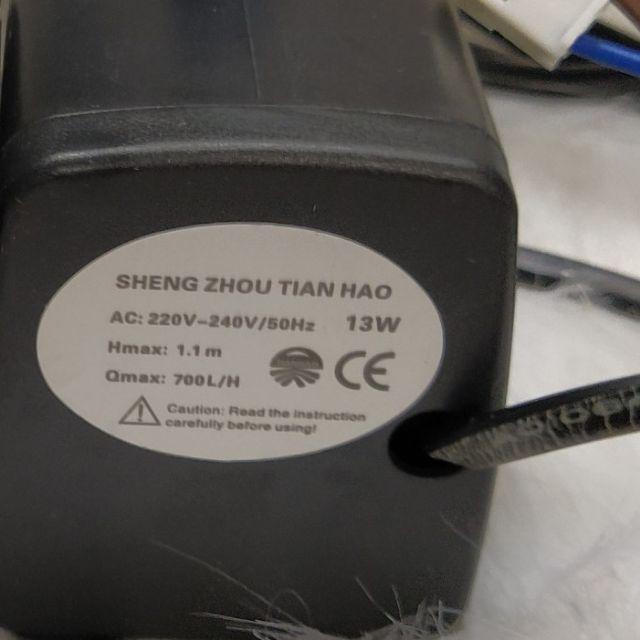 SHENG ZHOU TIAN HAO
AC: 220V-240V/50Hz 13W
Hmax: 1.1m
Qmax: 700L/H
CE
Caution: Read the instruction
carefully before using!